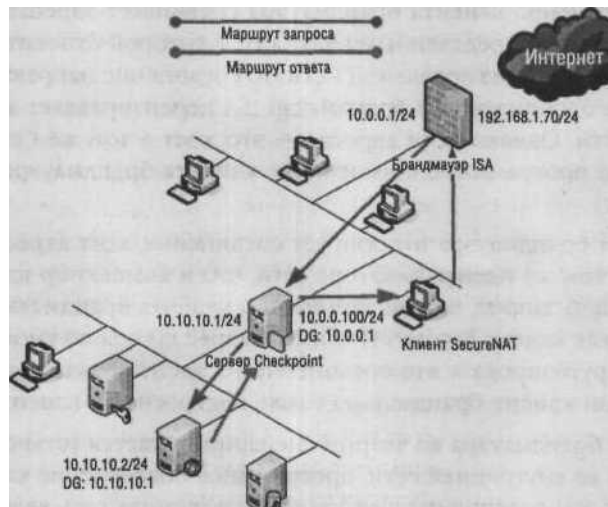 Маршрут запроса
Маршрут ответа
Интернет
10.0.0.1/24
192.168.1.70/24
Брандмауэр ISA
10.10.10.1/24
10.0.0.100/24
DG: 10.0.0.1
Клиент SecureNAT
Сервер Checkpoint
10.10.10.2/24
DG: 10.10.10.1